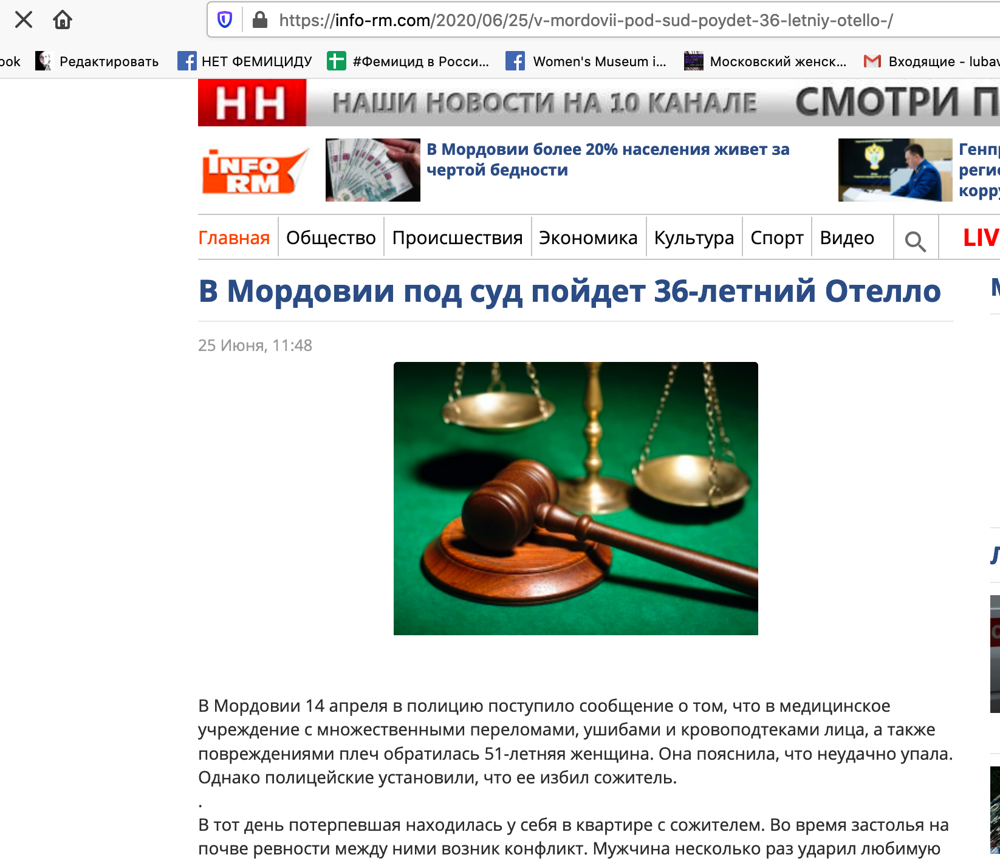 https://info-rm.com/2020/06/25/v-mordovii-pod-sud-poydet-36-letniy-otello-/
ook Редактировать НЕТ ФЕМИЦИДУ #Фемицид в Росси... Women's Museum i... Московский женск... Входящие - lubav
НН НАШИ НОВОСТИ НА 10 КАНАЛЕ СМОТРИ П
INFO RM
В Мордовии более 20% населения живет за
чертой бедности
Генп
реги
корр
Главная Общество Происшествия Экономика Культура Спорт Видео LIV
В Мордовии под суд пойдет 36-летний Отелло
25 Июня, 11:48
В Мордовии 14 апреля в полицию поступило сообщение о том, что в медицинское
учреждение с множественными переломами, ушибами и кровоподтеками лица, а также
повреждениями плеч обратилась 51-летняя женщина. Она пояснила, что неудачно упала.
Однако полицейские установили, что ее избил сожитель.
.
В тот день потерпевшая находилась у себя в квартире с сожителем. Во время застолья на
почве ревности между ними возник конфликт. Мужчина несколько раз ударил любимую